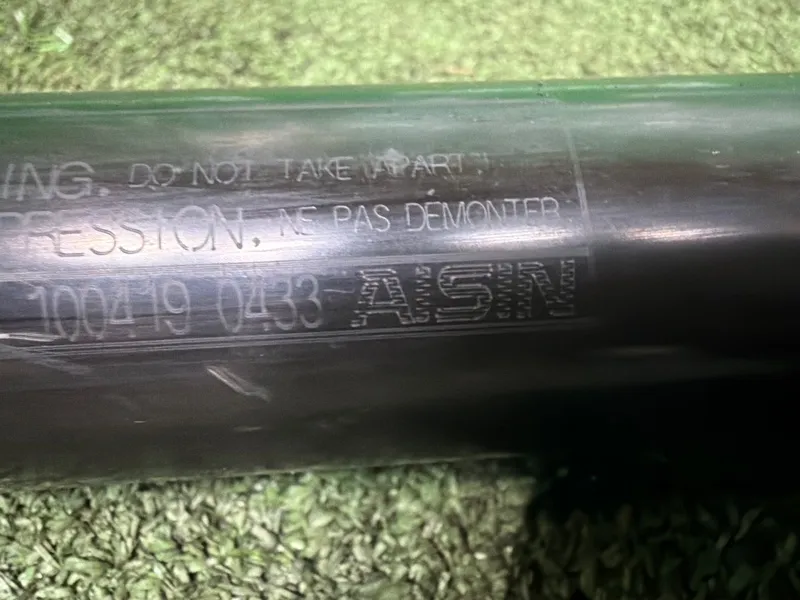 ING. DO NOT TAKE APART.
PRESSION. NE PAS DEMONTER.
100419 0433 AISIN